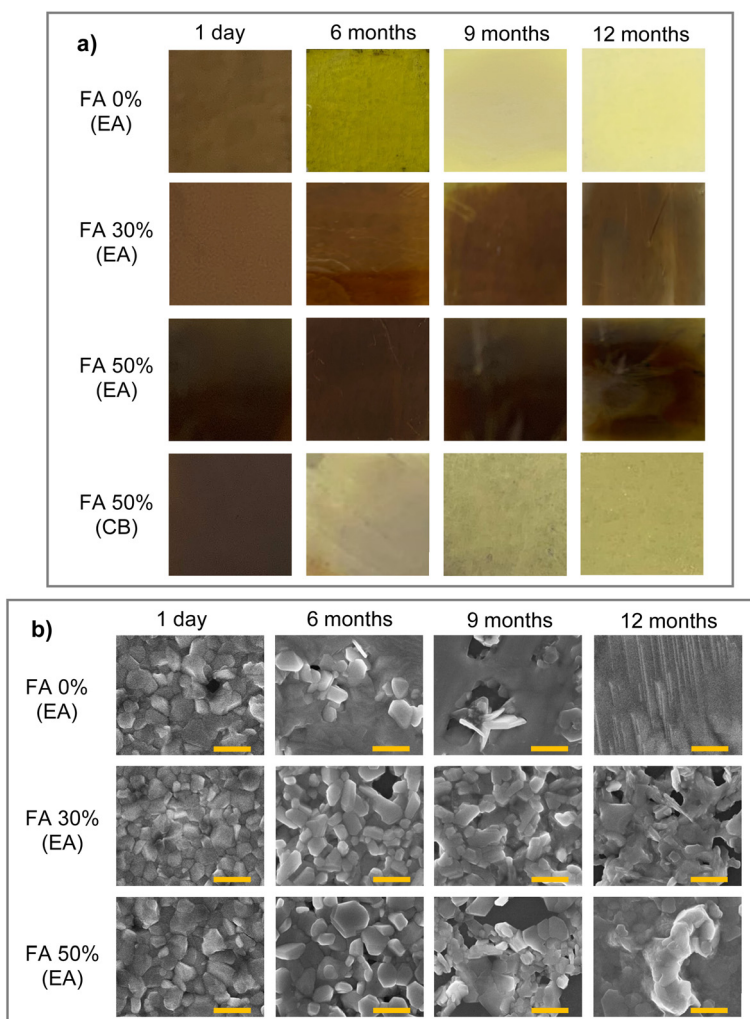 a)
1 day 6 months 9 months 12 months
FA 0%
(EA)
FA 30%
(EA)
FA 50%
(EA)
FA 50%
(CB)
b)
1 day 6 months 9 months 12 months
FA 0%
(EA)
FA 30%
(EA)
FA 50%
(EA)